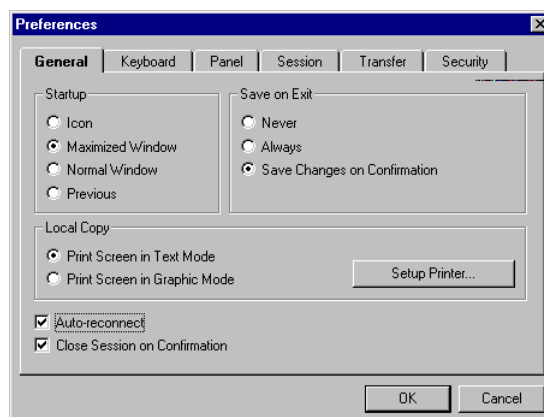 Preferences
General Keyboard Panel Session Transfer Security
Startup
Icon
Maximized Window
Normal Window
Previous
Save on Exit
Never
Always
Save Changes on Confirmation
Local Copy
Print Screen in Text Mode
Print Screen in Graphic Mode
Setup Printer...
Auto-reconnect
Close Session on Confirmation
OK Cancel